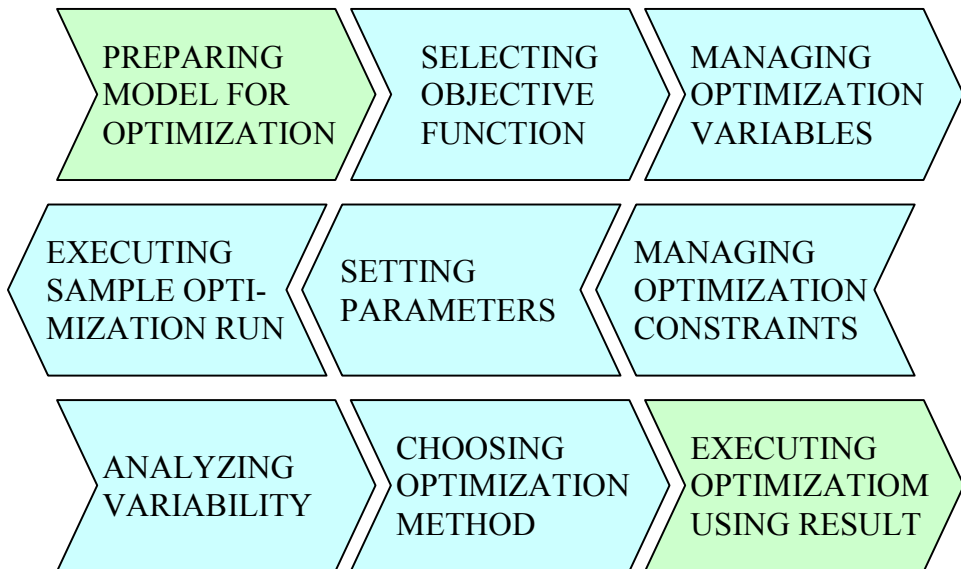 PREPARING
MODEL FOR
OPTIMIZATION
SELECTING
OBJECTIVE
FUNCTION
MANAGING
OPTIMIZATION
VARIABLES
EXECUTING
SAMPLE OPTI-
MIZATION RUN
SETTING
PARAMETERS
MANAGING
OPTIMIZATION
CONSTRAINTS
ANALYZING
VARIABILITY
CHOOSING
OPTIMIZATION
METHOD
EXECUTING
OPTIMIZATIOM
USING RESULT